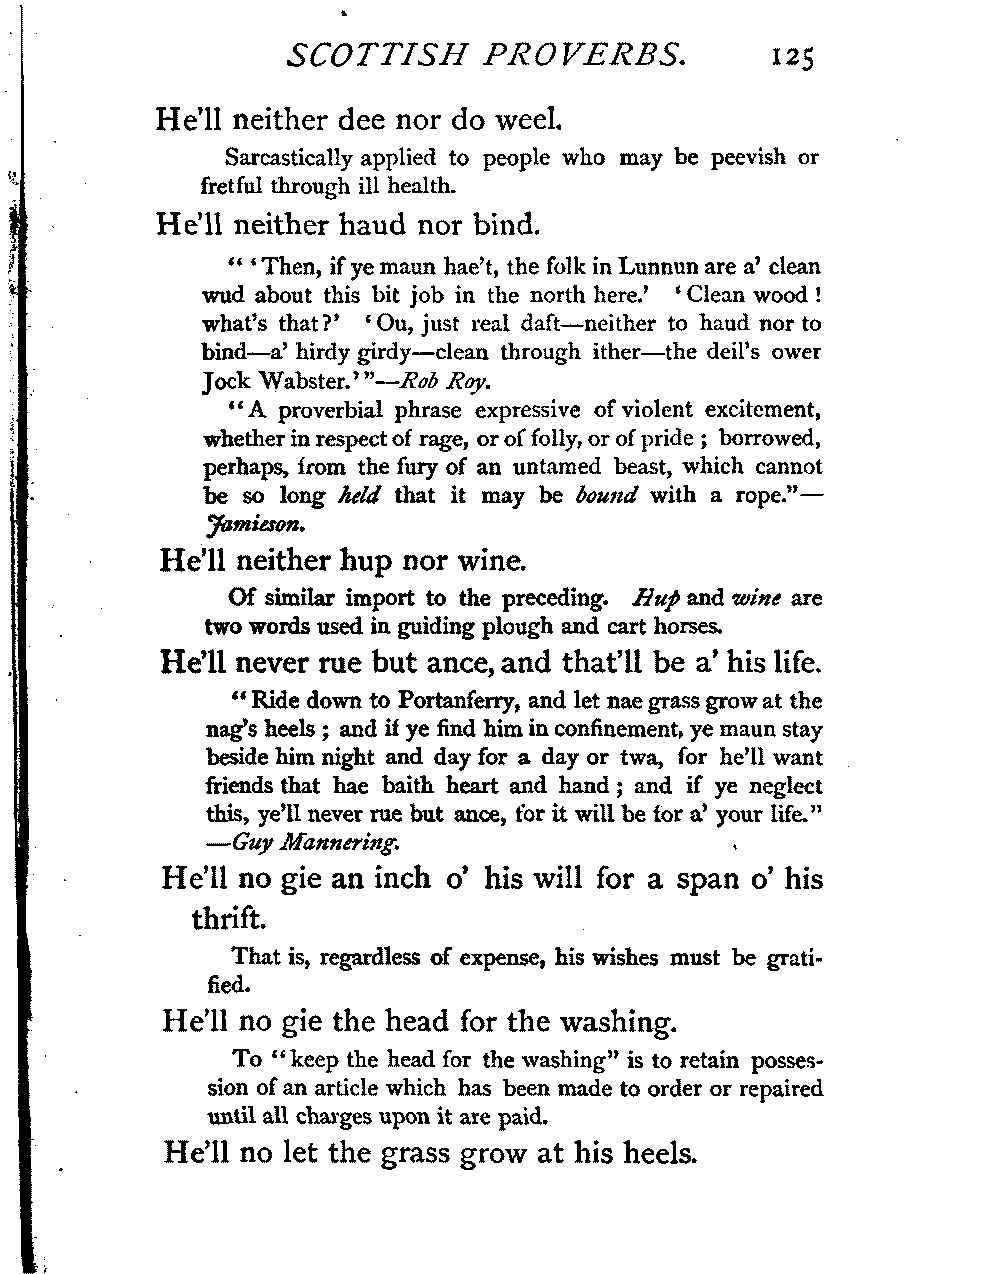 SCOTTISH PROVERBS. 125
He'll neither dee nor do weel.
Sarcastically applied to people who may be peevish or
fretful through ill health.
He'll neither haud nor bind.
“ ‘Then, if ye maun hae't, the folk in Lunnun are a' clean
wud about this bit job in the north here.’ ‘Clean wood !
what's that?’ ‘Ou, just real daft—neither to haud nor to
bind—a' hirdy girdy—clean through ither—the deil's ower
Jock Wabster.’ ”—Rob Roy.
“A proverbial phrase expressive of violent excitement,
whether in respect of rage, or of folly, or of pride ; borrowed,
perhaps, from the fury of an untamed beast, which cannot
be so long held that it may be bound with a rope.”—
Jamieson.
He'll neither hup nor wine.
Of similar import to the preceding. Hup and wine are
two words used in guiding plough and cart horses.
He'll never rue but ance, and that'll be a' his life.
“Ride down to Portanferry, and let nae grass grow at the
nag's heels ; and if ye find him in confinement, ye maun stay
beside him night and day for a day or twa, for he'll want
friends that hae baith heart and hand ; and if ye neglect
this, ye'll never rue but ance, for it will be for a' your life.”
—Guy Mannering.
He'll no gie an inch o' his will for a span o' his
thrift.
That is, regardless of expense, his wishes must be grati-
fied.
He'll no gie the head for the washing.
To “keep the head for the washing” is to retain posses-
sion of an article which has been made to order or repaired
until all charges upon it are paid.
He'll no let the grass grow at his heels.